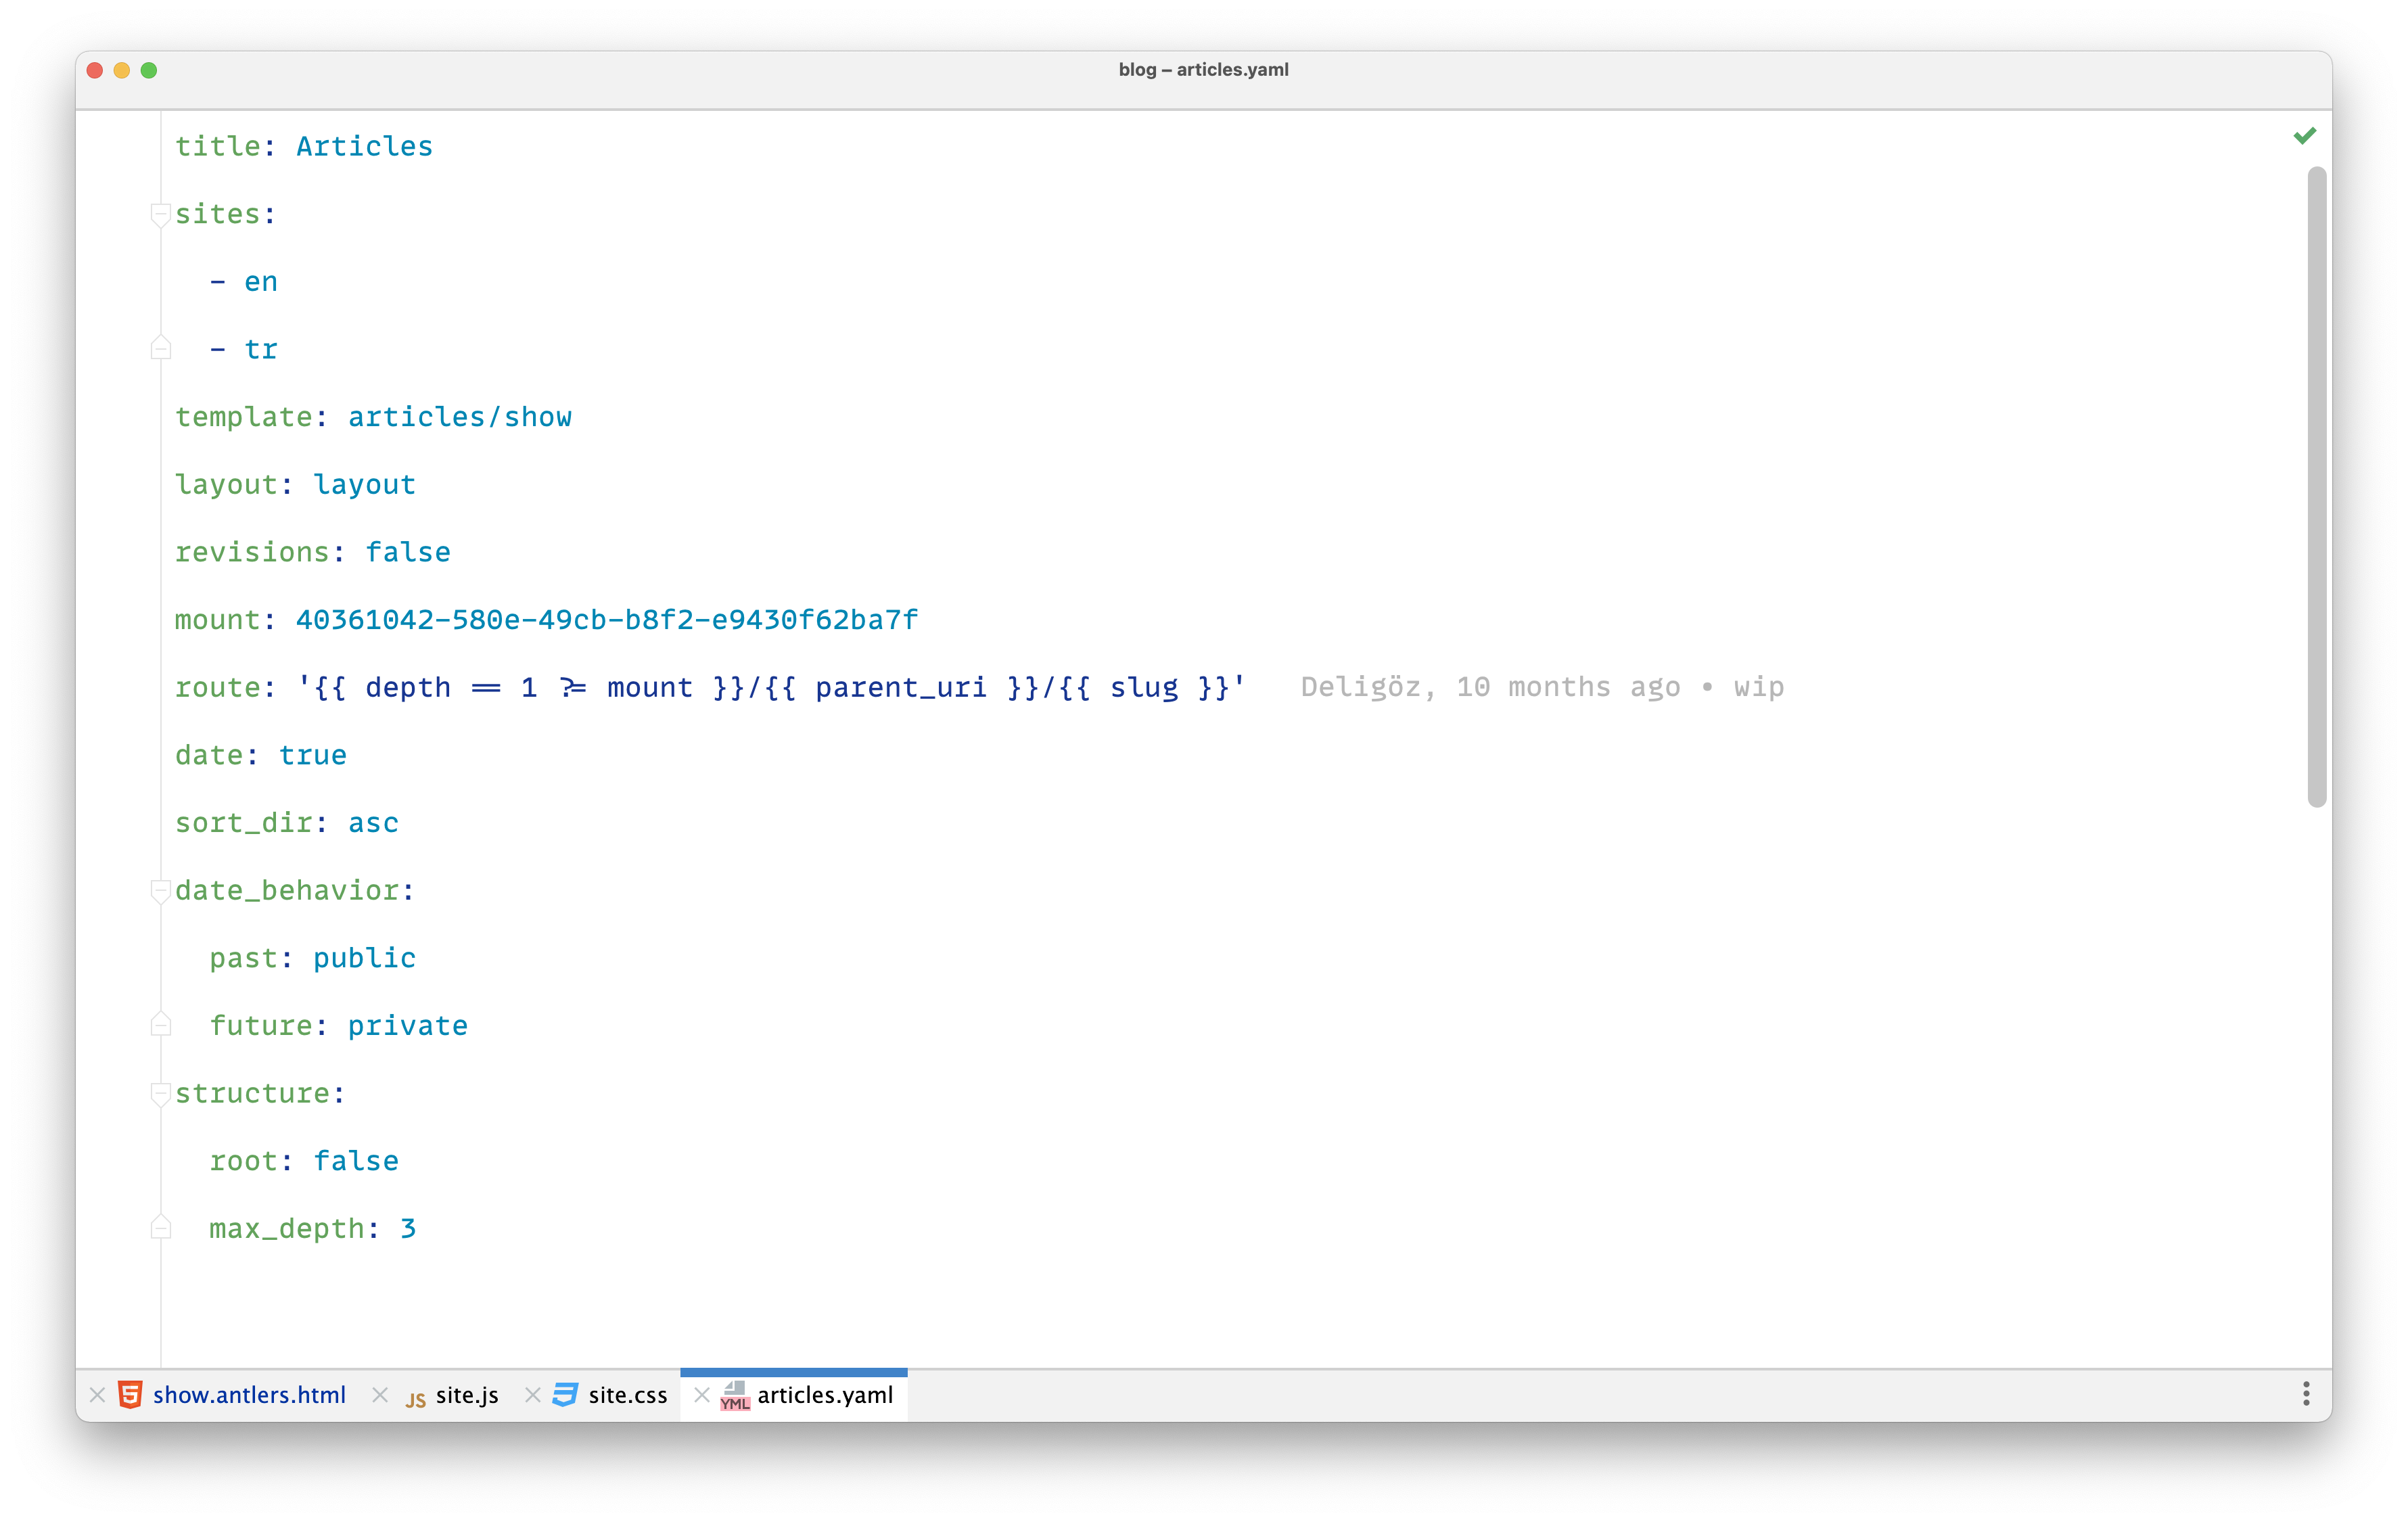 blog – articles.yaml
title: Articles
sites:
  - en
  - tr
template: articles/show
layout: layout
revisions: false
mount: 40361042-580e-49cb-b8f2-e9430f62ba7f
route: '{{ depth == 1 ?= mount }}/{{ parent_uri }}/{{ slug }}'   Deligöz, 10 months ago • wip
date: true
sort_dir: asc
date_behavior:
  past: public
  future: private
structure:
  root: false
  max_depth: 3
show.antlers.html JS site.js site.css YML articles.yaml